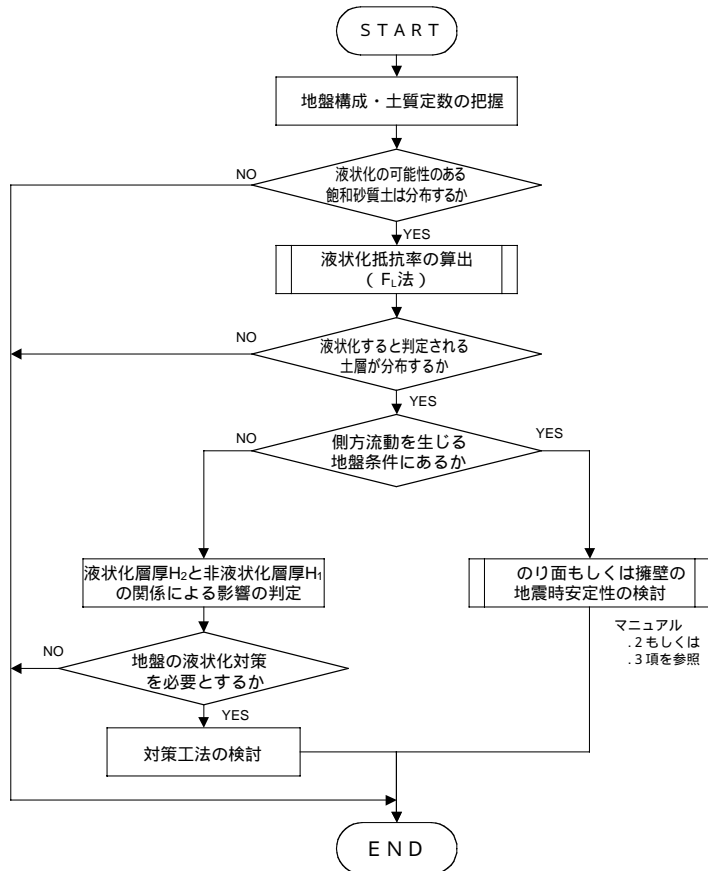 START
地盤構成・土質定数の把握
NO
液状化の可能性のある
飽和砂質土は分布するか
YES
液状化抵抗率の算出
( FL法 )
NO
液状化すると判定される
土層が分布するか
YES
NO
側方流動を生じる
地盤条件にあるか
YES
液状化層厚H2と非液状化層厚H1
の関係による影響の判定
のり面もしくは擁壁の
地震時安定性の検討
マニュアル
.2もしくは
.3項を参照
NO
地盤の液状化対策
を必要とするか
YES
対策工法の検討
END